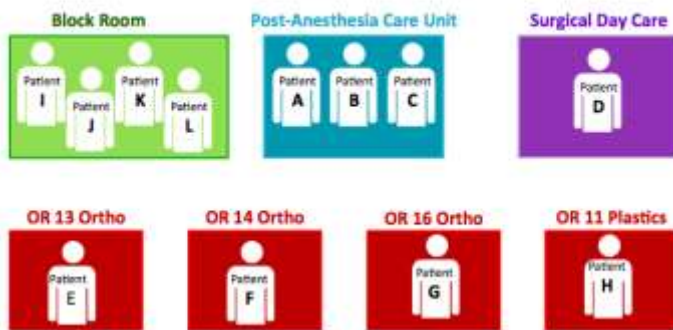 Block Room
Post-Anesthesia Care Unit
Surgical Day Care
Patient
I
Patient
J
Patient
K
Patient
L
Patient
A
Patient
B
Patient
C
Patient
D
OR 13 Ortho
OR 14 Ortho
OR 16 Ortho
OR 11 Plastics
Patient
E
Patient
F
Patient
G
Patient
H